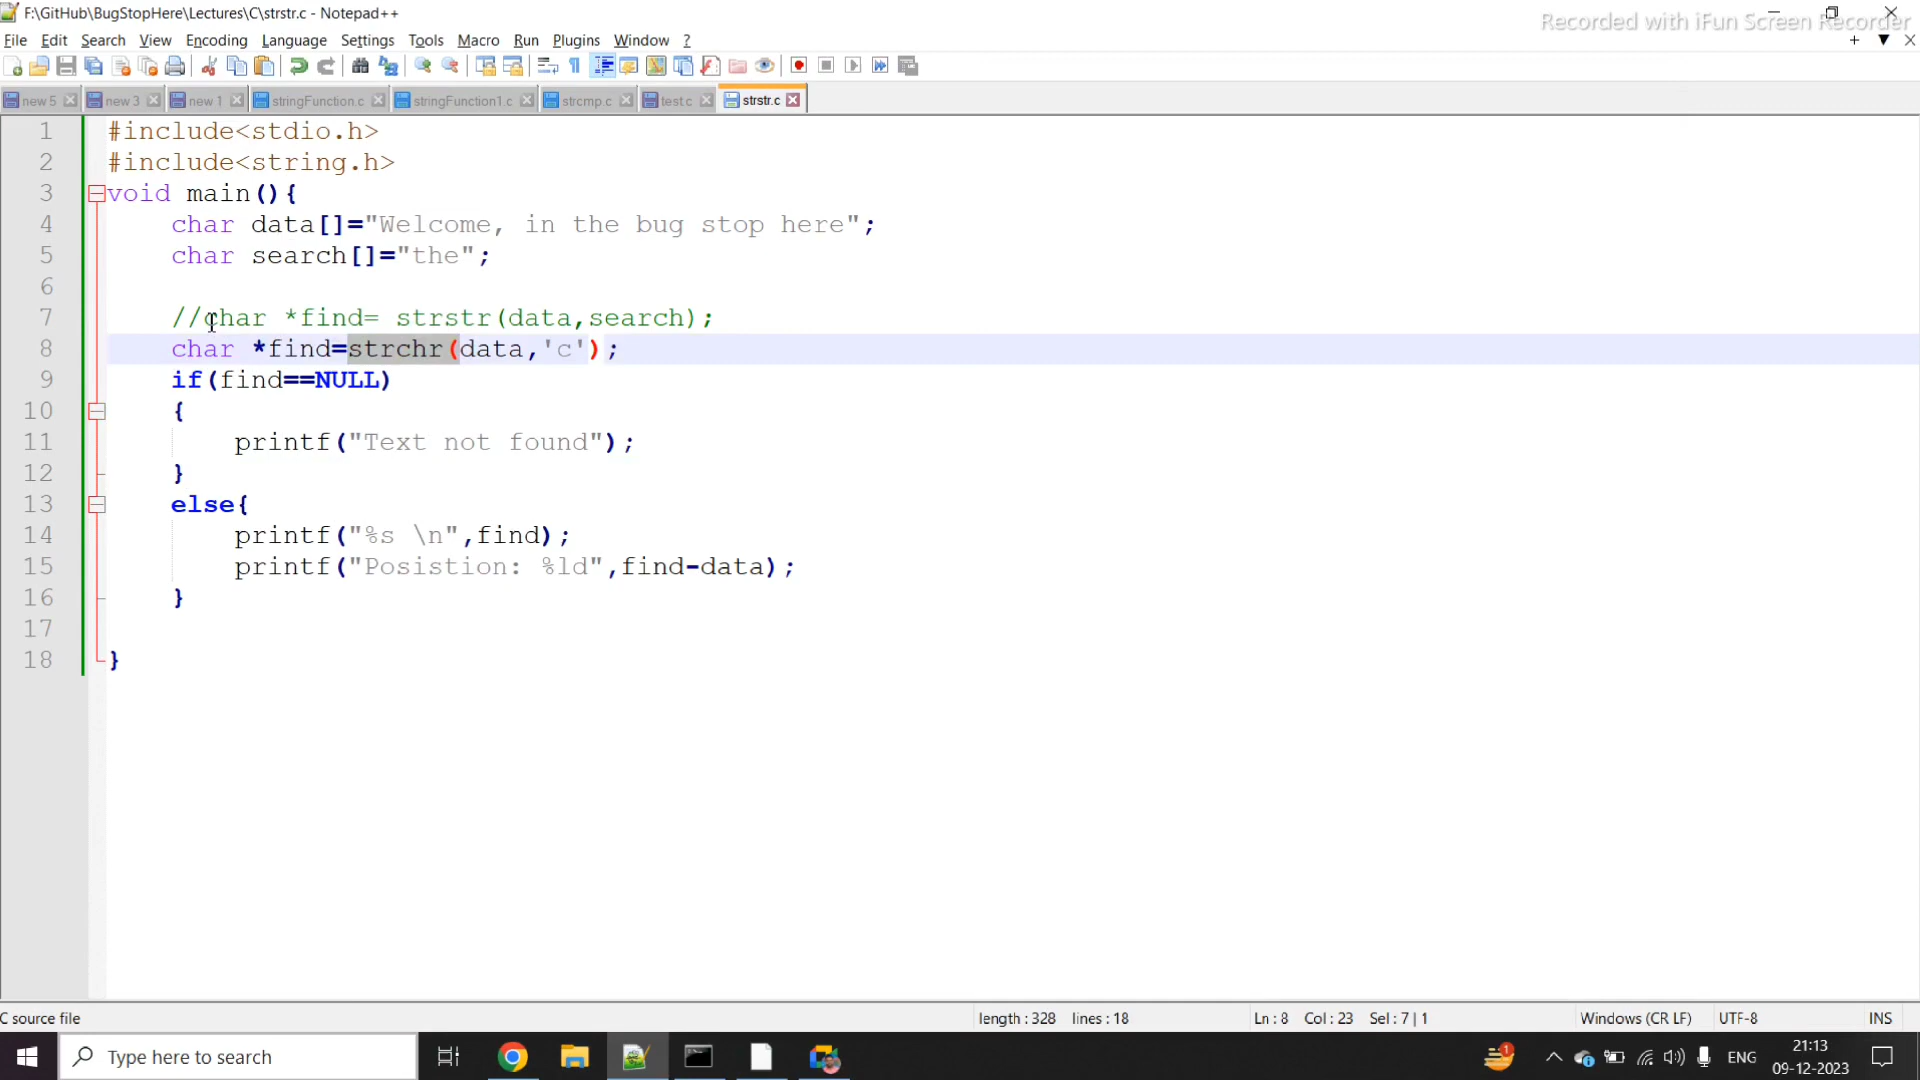 F:\GitHub\BugStopHere\Lectures\C\strstr.c - Notepad++
Recorded with iFun Screen Recorder
File Edit Search View Encoding Language Settings Tools Macro Run Plugins Window ?
new 5 new 3 new 1 stringFunction.c stringFunction1.c strcmp.c test.c strstr.c
1 #include<stdio.h>
2 #include<string.h>
3 void main(){
4 char data[]="Welcome, in the bug stop here";
5 char search[]="the";
6
7 //char *find= strstr(data,search);
8 char *find=strchr(data,'c');
9 if(find==NULL)
10 {
11 printf("Text not found");
12 }
13 else{
14 printf("%s \n",find);
15 printf("Posistion: %ld",find-data);
16 }
17
18 }
C source file length : 328 lines : 18 Ln : 8 Col : 23 Sel : 7 | 1 Windows (CR LF) UTF-8 INS
Type here to search 1 ENG 21:13
09-12-2023